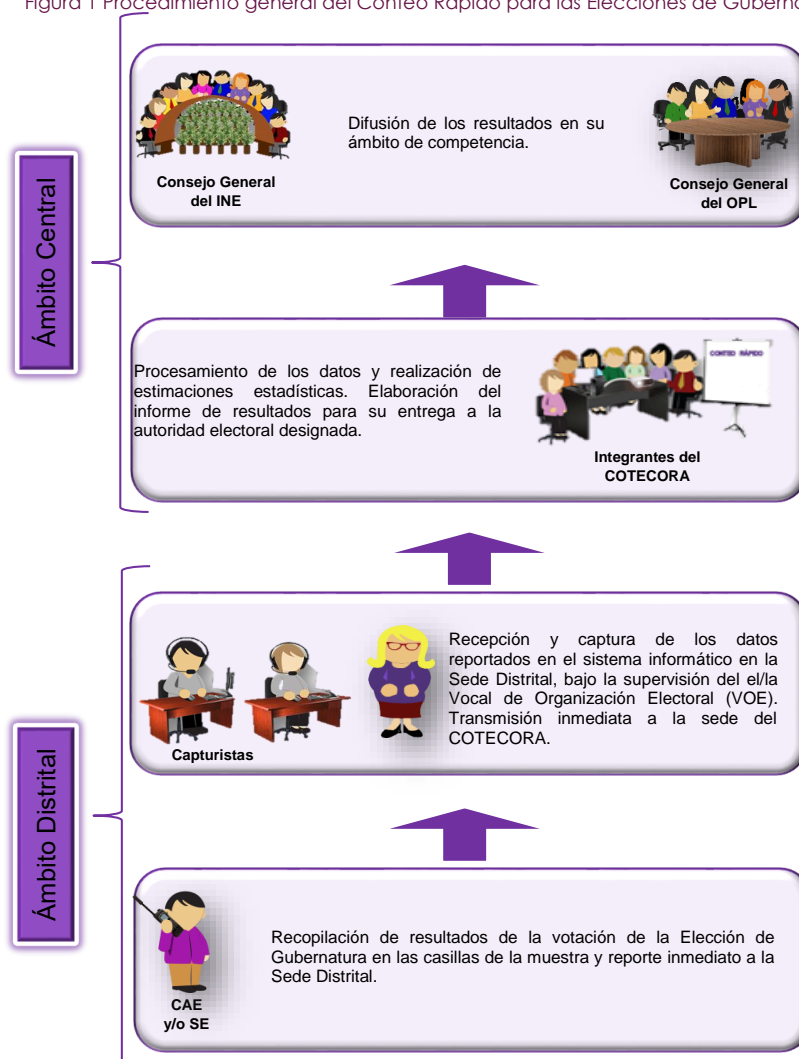 Figura 1 Procedimiento general del Conteo Rápido para las Elecciones de Guberna
Ámbito Central
Difusión de los resultados en su
ámbito de competencia.
Consejo General
del INE
Consejo General
del OPL
Procesamiento de los datos y realización de
estimaciones estadísticas. Elaboración del
informe de resultados para su entrega a la
autoridad electoral designada.
CONTEO RÁPIDO
Integrantes del
COTECORA
Ámbito Distrital
Recepción y captura de los datos
reportados en el sistema informático en la
Sede Distrital, bajo la supervisión del el/la
Vocal de Organización Electoral (VOE).
Transmisión inmediata a la sede del
COTECORA.
Capturistas
Recopilación de resultados de la votación de la Elección de
Gubernatura en las casillas de la muestra y reporte inmediato a la
Sede Distrital.
CAE
y/o SE